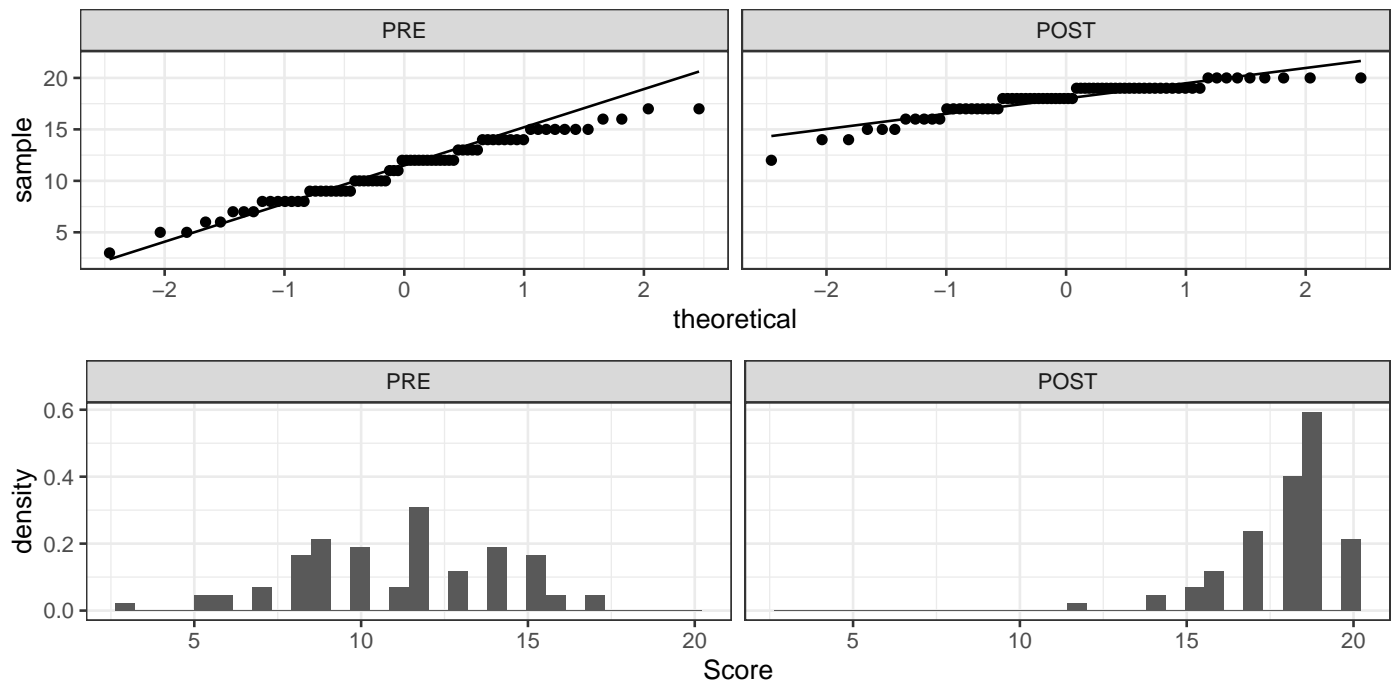 PRE POST
20
15
10
5
sample
−2 −1 0 1 2 −2 −1 0 1 2
theoretical
PRE POST
0.6
0.4
0.2
0.0
density
5 10 15 20 5 10 15 20
Score